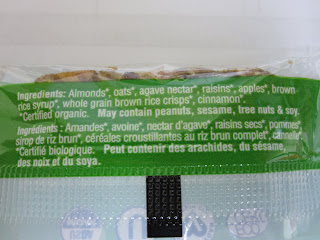 Ingredients: Almonds*, oats*, agave nectar*, raisins*, apples*, brown
rice syrup*, whole grain brown rice crisps*, cinnamon*.
*Certified organic. May contain peanuts, sesame, tree nuts & soy.
Ingrédients : Amandes*, avoine*, nectar d'agave*, raisins secs*, pommes*,
sirop de riz brun*, céréales croustillantes au riz brun complet*, cannelle*.
*Certifié biologique. Peut contenir des arachides, du sésame,
des noix et du soya.